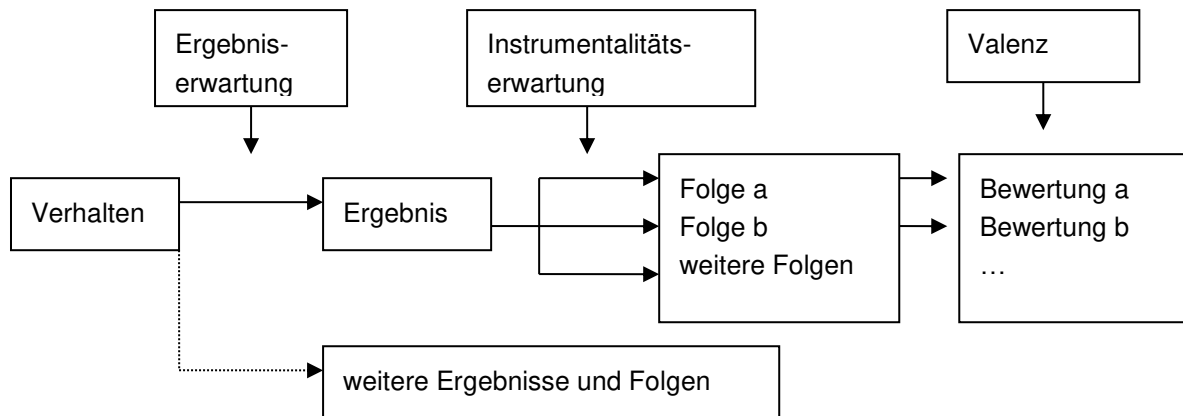 Ergebnis-
erwartung
Instrumentalitäts-
erwartung
Valenz
Verhalten
Ergebnis
Folge a
Folge b
weitere Folgen
Bewertung a
Bewertung b
…
weitere Ergebnisse und Folgen